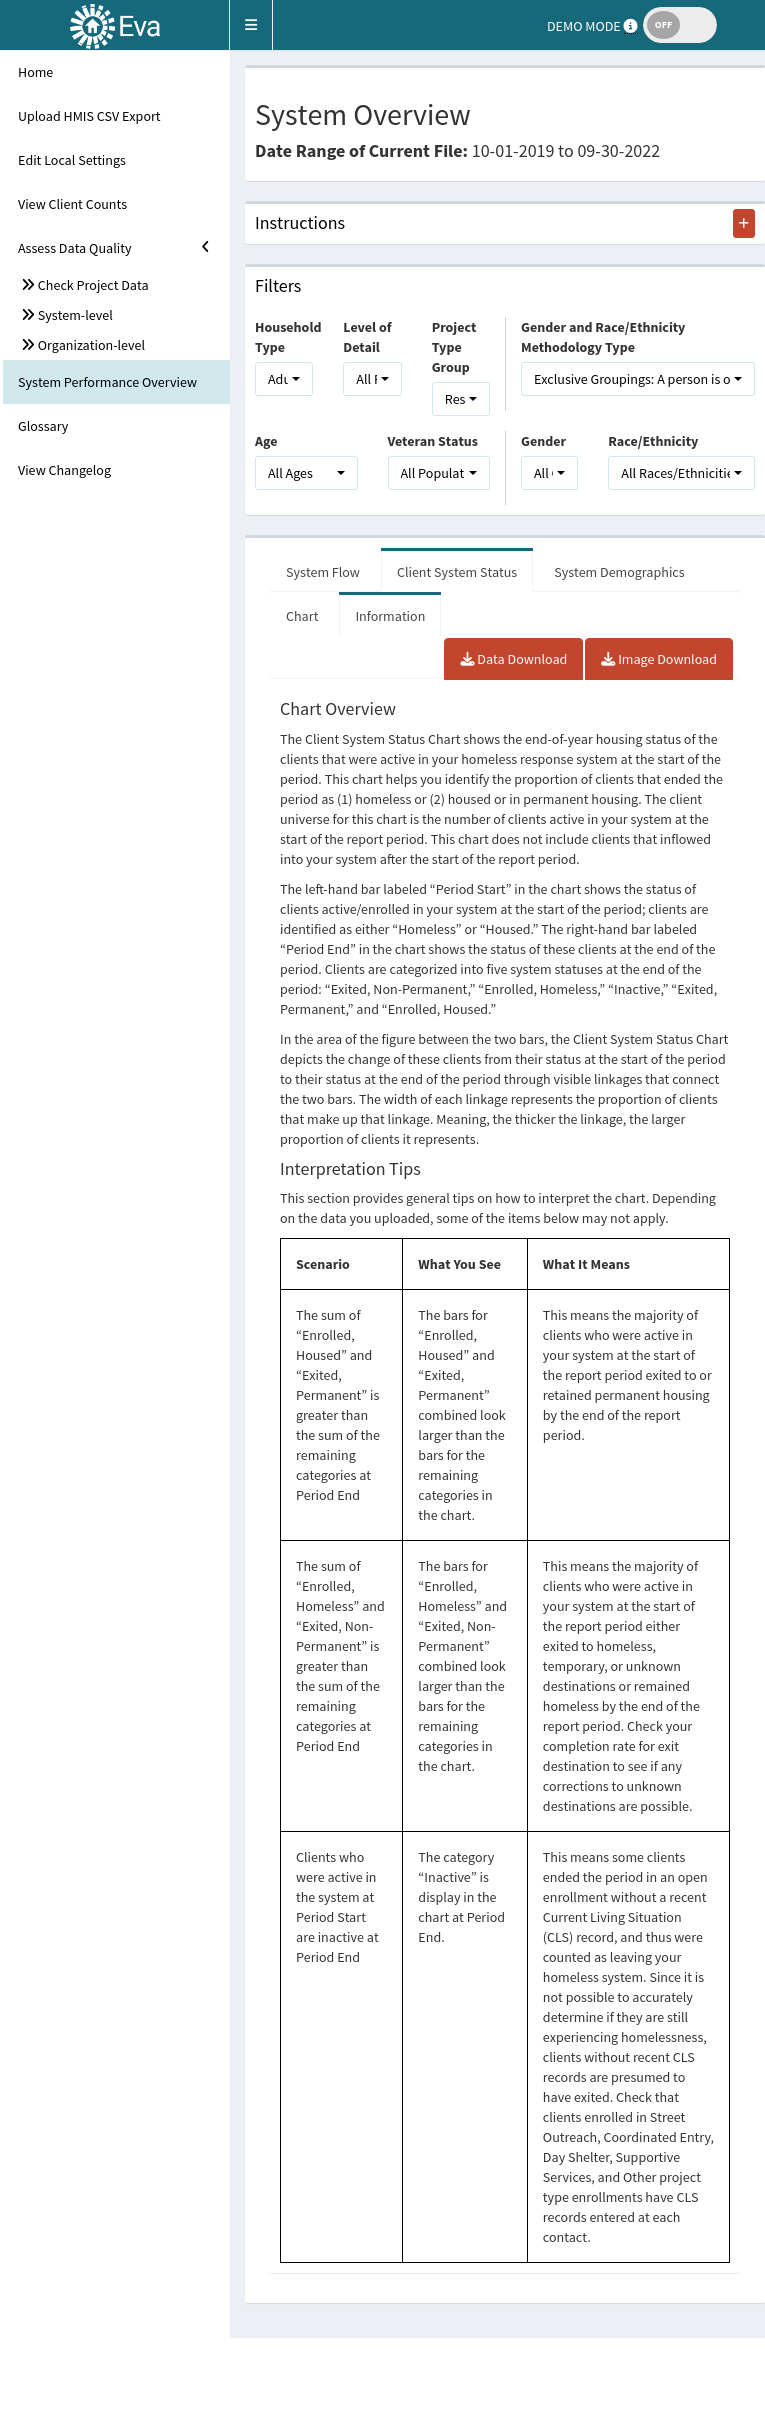 Eva
DEMO MODE
OFF
Home
Upload HMIS CSV Export
Edit Local Settings
View Client Counts
Assess Data Quality
Check Project Data
System-level
Organization-level
System Performance Overview
Glossary
View Changelog
System Overview
Date Range of Current File: 10-01-2019 to 09-30-2022
Instructions
+
Filters
Household
Type
Level of
Detail
Project
Type
Group
Gender and Race/Ethnicity
Methodology Type
Exclusive Groupings: A person is o
Age
Veteran Status
Gender
Race/Ethnicity
All Ages
All Populat
All
All Races/Ethnicitie
System Flow
Client System Status
System Demographics
Chart
Information
Data Download
Image Download
Chart Overview
The Client System Status Chart shows the end-of-year housing status of the
clients that were active in your homeless response system at the start of the
period. This chart helps you identify the proportion of clients that ended the
period as (1) homeless or (2) housed or in permanent housing. The client
universe for this chart is the number of clients active in your system at the
start of the report period. This chart does not include clients that inflowed
into your system after the start of the report period.
The left-hand bar labeled “Period Start” in the chart shows the status of
clients active/enrolled in your system at the start of the period; clients are
identified as either “Homeless” or “Housed.” The right-hand bar labeled
“Period End” in the chart shows the status of these clients at the end of the
period. Clients are categorized into five system statuses at the end of the
period: “Exited, Non-Permanent,” “Enrolled, Homeless,” “Inactive,” “Exited,
Permanent,” and “Enrolled, Housed.”
In the area of the figure between the two bars, the Client System Status Chart
depicts the change of these clients from their status at the start of the period
to their status at the end of the period through visible linkages that connect
the two bars. The width of each linkage represents the proportion of clients
that make up that linkage. Meaning, the thicker the linkage, the larger
proportion of clients it represents.
Interpretation Tips
This section provides general tips on how to interpret the chart. Depending
on the data you uploaded, some of the items below may not apply.
Scenario
What You See
What It Means
The sum of
“Enrolled,
Housed” and
“Exited,
Permanent” is
greater than
the sum of the
remaining
categories at
Period End
The bars for
“Enrolled,
Housed” and
“Exited,
Permanent”
combined look
larger than the
bars for the
remaining
categories in
the chart.
This means the majority of
clients who were active in
your system at the start of
the report period exited to or
retained permanent housing
by the end of the report
period.
The sum of
“Enrolled,
Homeless” and
“Exited, Non-
Permanent” is
greater than
the sum of the
remaining
categories at
Period End
The bars for
“Enrolled,
Homeless” and
“Exited, Non-
Permanent”
combined look
larger than the
bars for the
remaining
categories in
the chart.
This means the majority of
clients who were active in
your system at the start of
the report period either
exited to homeless,
temporary, or unknown
destinations or remained
homeless by the end of the
report period. Check your
completion rate for exit
destination to see if any
corrections to unknown
destinations are possible.
Clients who
were active in
the system at
Period Start
are inactive at
Period End
The category
“Inactive” is
display in the
chart at Period
End.
This means some clients
ended the period in an open
enrollment without a recent
Current Living Situation
(CLS) record, and thus were
counted as leaving your
homeless system. Since it is
not possible to accurately
determine if they are still
experiencing homelessness,
clients without recent CLS
records are presumed to
have exited. Check that
clients enrolled in Street
Outreach, Coordinated Entry,
Day Shelter, Supportive
Services, and Other project
type enrollments have CLS
records entered at each
contact.